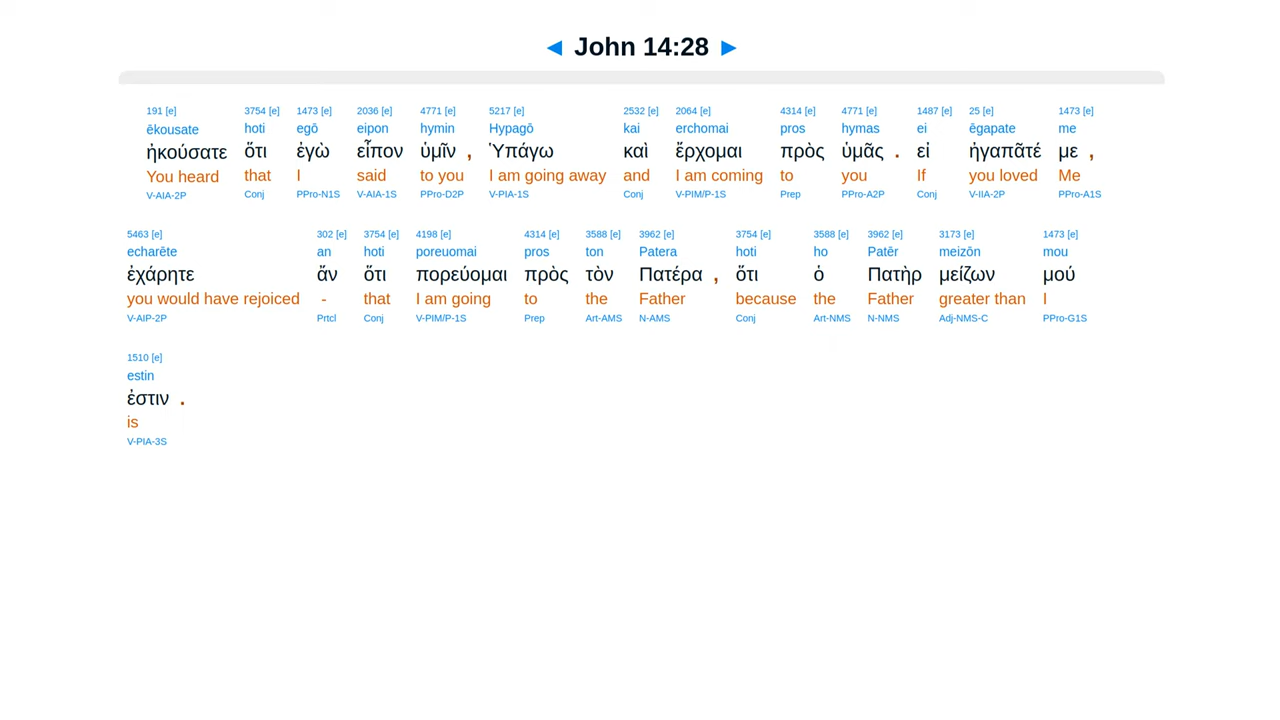 ◄ John 14:28 ►
191 [e] 3754 [e] 1473 [e] 2036 [e] 4771 [e] 5217 [e] 2532 [e] 2064 [e] 4314 [e] 4771 [e] 1487 [e] 25 [e] 1473 [e]
ēkousate hoti egō eipon hymin Hypagō kai erchomai pros hymas ei ēgapate me
ἠκούσατε ὅτι ἐγὼ εἶπον ὑμῖν , Ὑπάγω καὶ ἔρχομαι πρὸς ὑμᾶς . εἰ ἠγαπᾶτέ με ,
You heard that I said to you I am going away and I am coming to you If you loved Me
V-AIA-2P Conj PPro-N1S V-AIA-1S PPro-D2P V-PIA-1S Conj V-PIM/P-1S Prep PPro-A2P Conj V-IIA-2P PPro-A1S
5463 [e] 302 [e] 3754 [e] 4198 [e] 4314 [e] 3588 [e] 3962 [e] 3754 [e] 3588 [e] 3962 [e] 3173 [e] 1473 [e]
echarēte an hoti poreuomai pros ton Patera hoti ho Patēr meizōn mou
ἐχάρητε ἄν ὅτι πορεύομαι πρὸς τὸν Πατέρα , ὅτι ὁ Πατὴρ μείζων μού
you would have rejoiced - that I am going to the Father because the Father greater than I
V-AIP-2P Prtcl Conj V-PIM/P-1S Prep Art-AMS N-AMS Conj Art-NMS N-NMS Adj-NMS-C PPro-G1S
1510 [e]
estin
ἐστιν .
is
V-PIA-3S